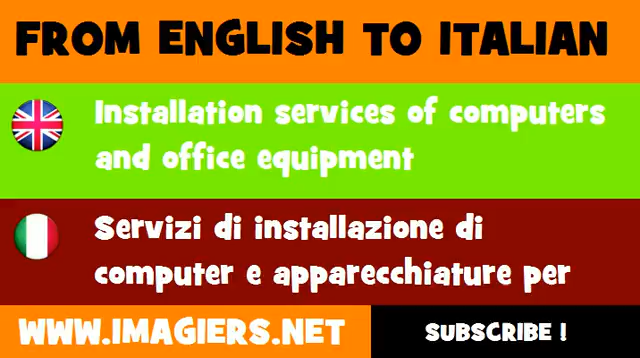 FROM ENGLISH TO ITALIAN
Installation services of computers
and office equipment
Servizi di installazione di
computer e apparecchiature per
WWW.IMAGIERS.NET
SUBSCRIBE !